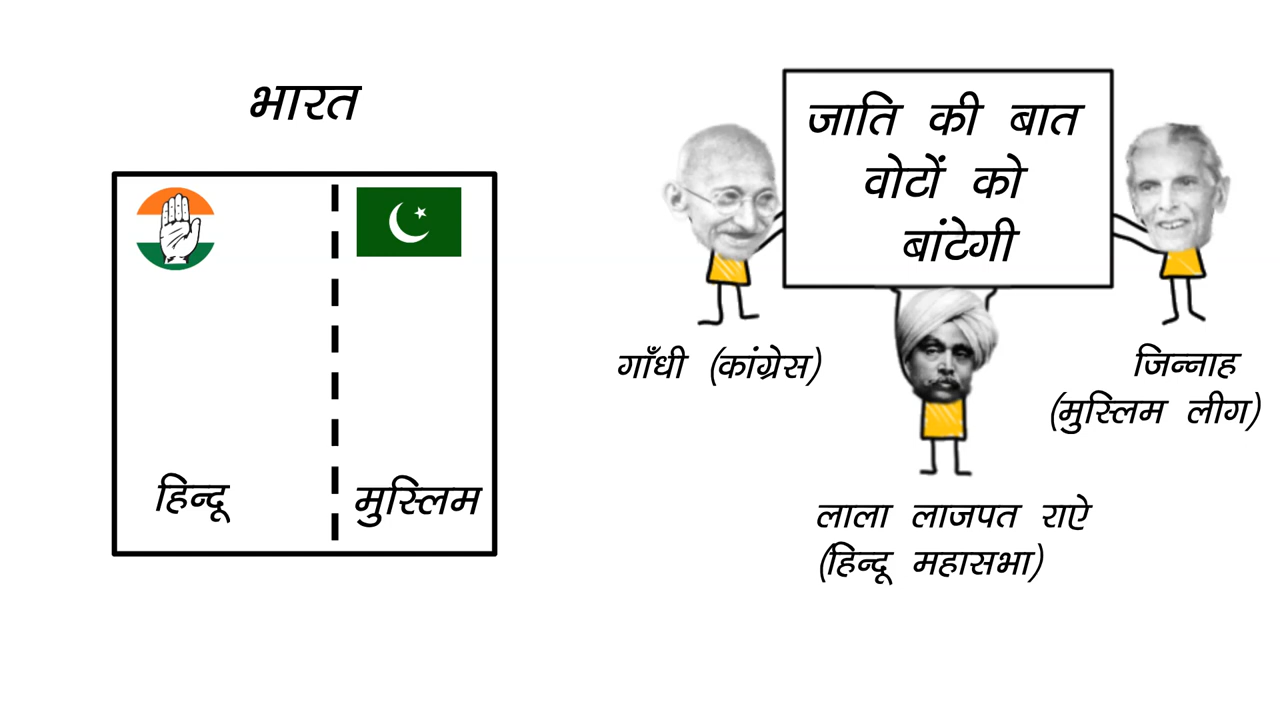 भारत
हिन्दू
मुस्लिम
जाति की बात
वोटों को
बांटेगी
गाँधी (कांग्रेस)
जिन्नाह
(मुस्लिम लीग)
लाला लाजपत राऐ
(हिन्दू महासभा)